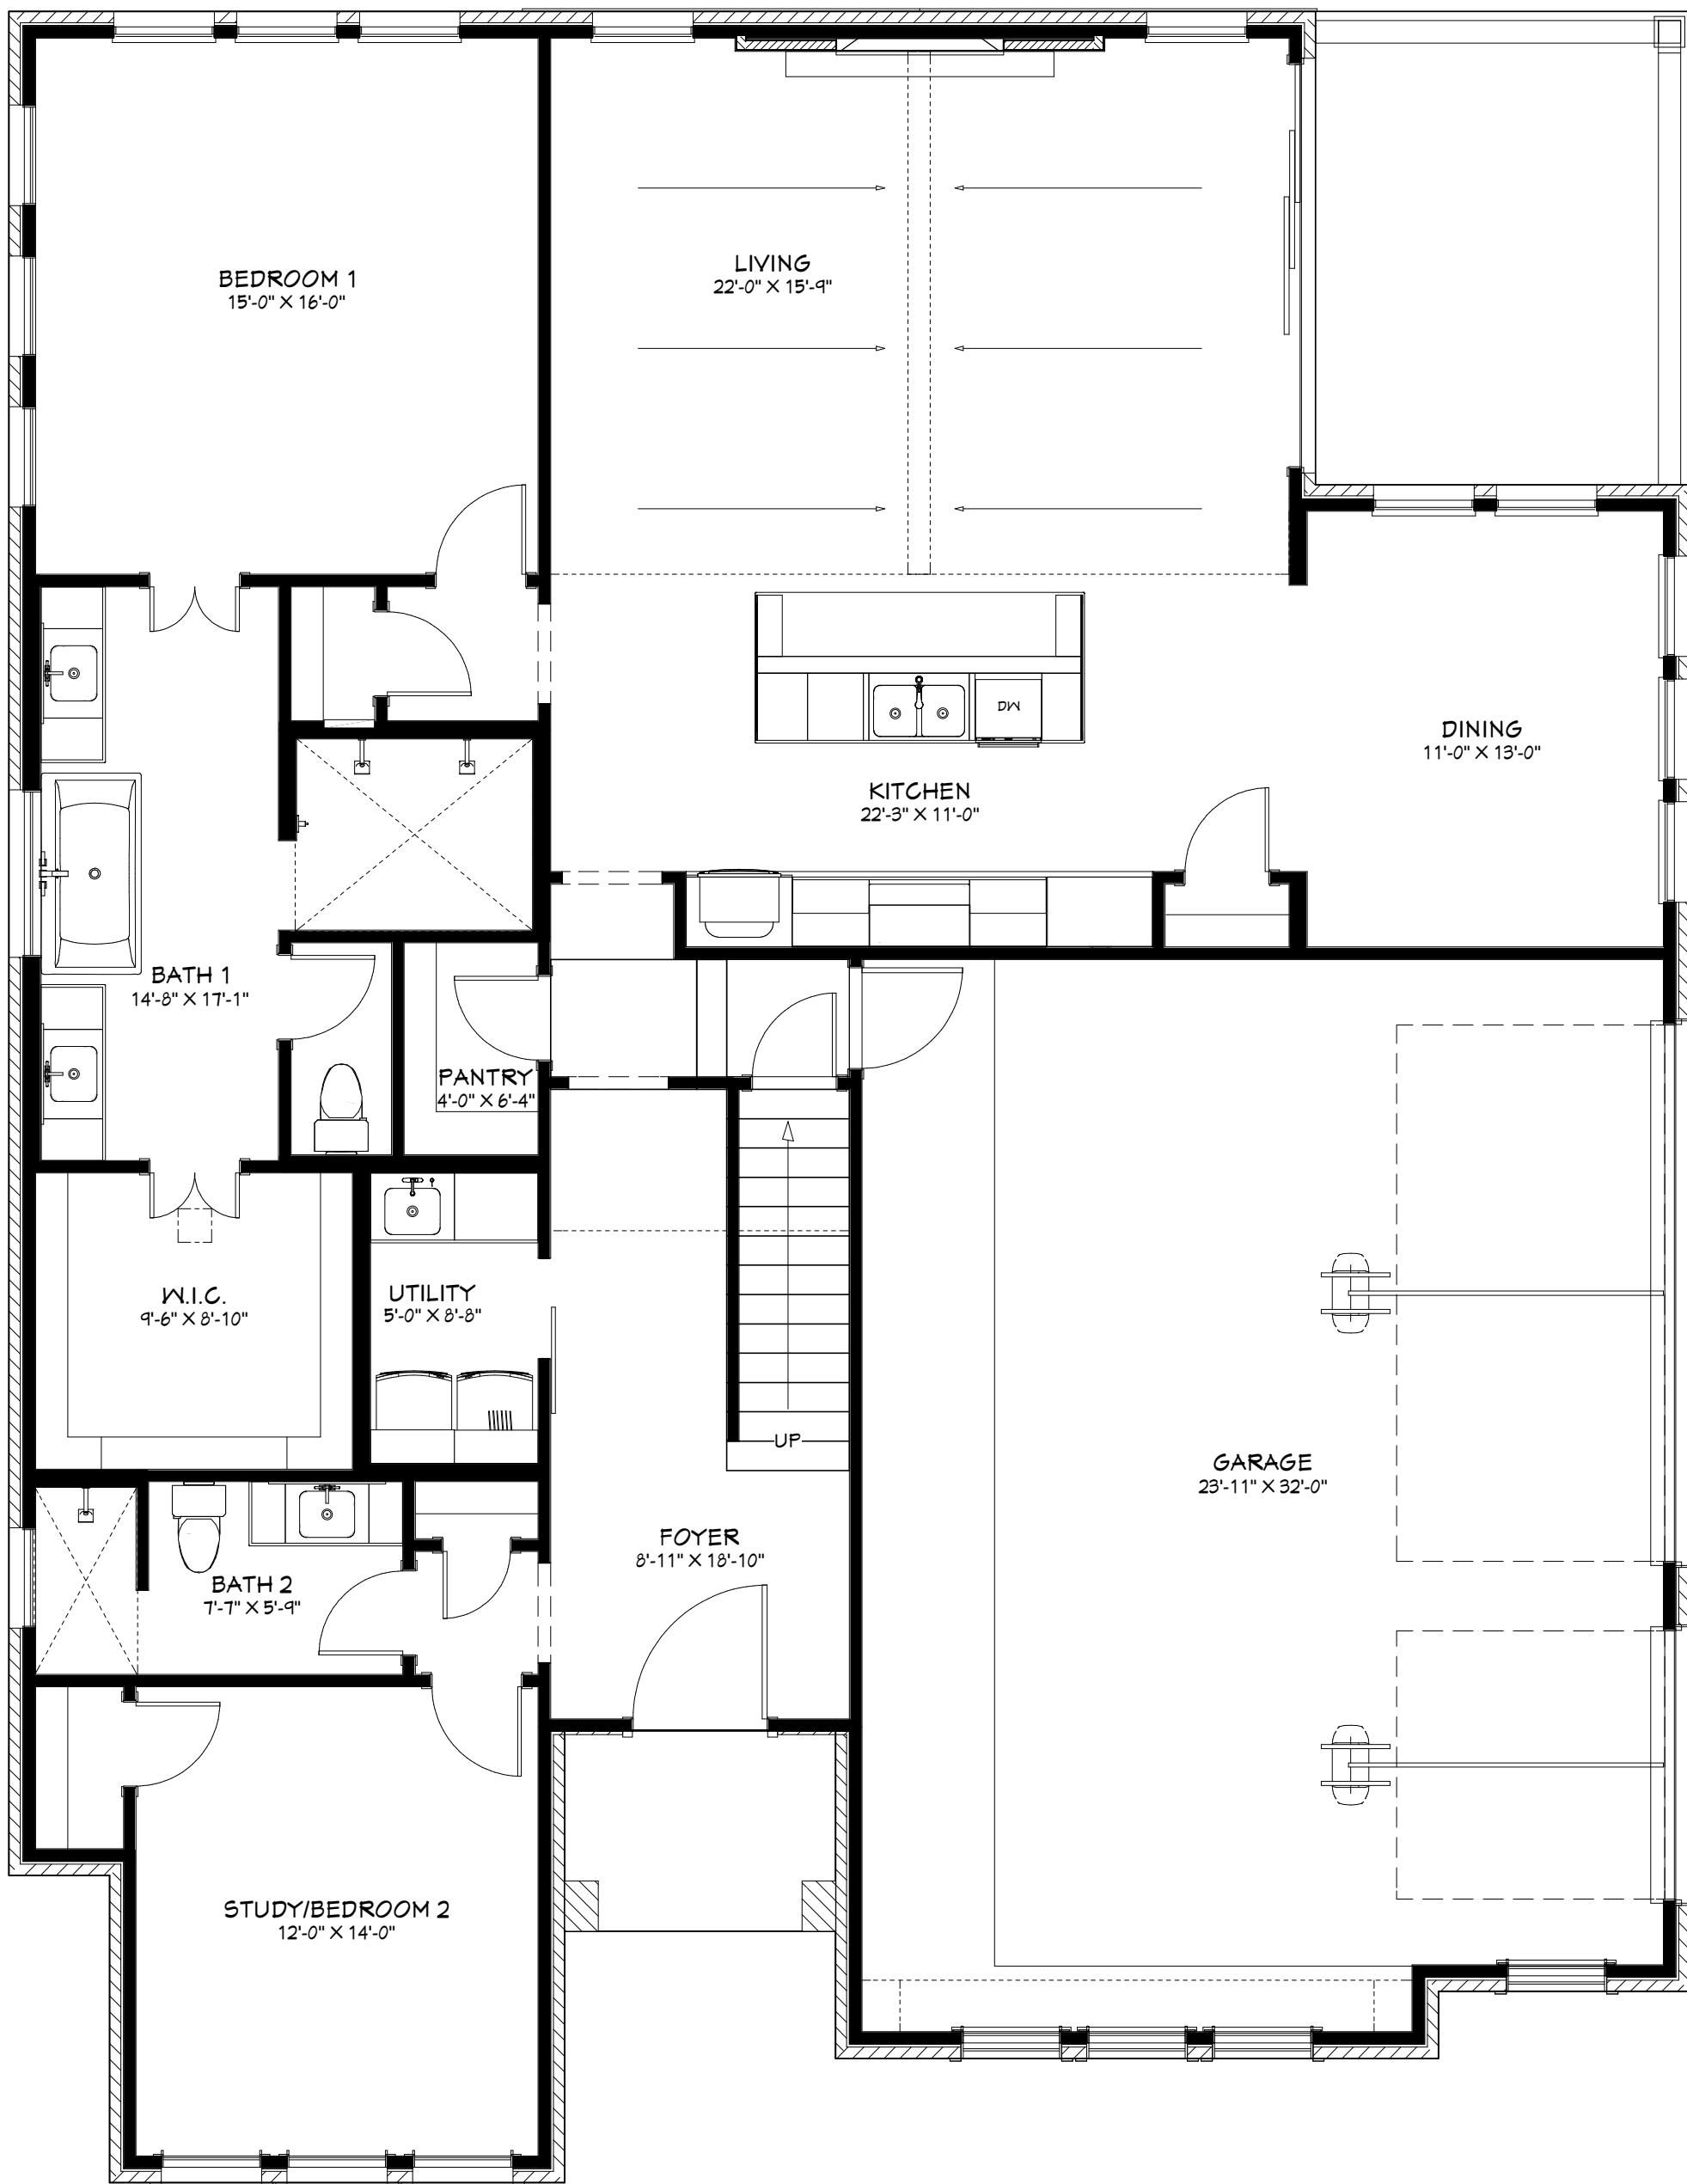 BEDROOM 1
15'-0" X 16'-0"
LIVING
22'-0" X 15'-9"
DW
DINING
11'-0" X 13'-0"
KITCHEN
22'-3" X 11'-0"
BATH 1
14'-8" X 17'-1"
PANTRY
4'-0" X 6'-4"
W.I.C.
9'-6" X 8'-10"
UTILITY
5'-0" X 8'-8"
UP
GARAGE
23'-11" X 32'-0"
FOYER
8'-11" X 18'-10"
BATH 2
7'-7" X 5'-9"
STUDY/BEDROOM 2
12'-0" X 14'-0"